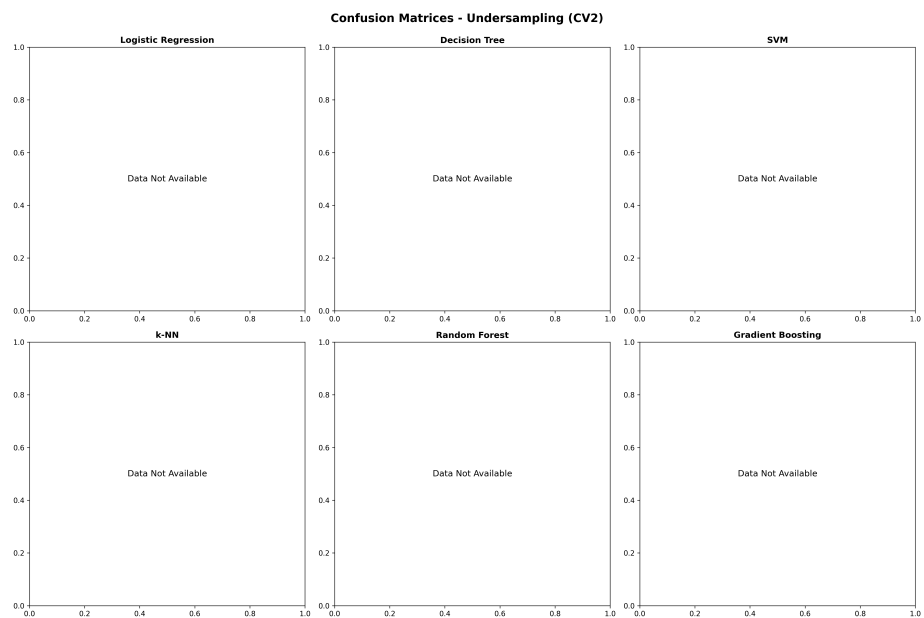 Confusion Matrices - Undersampling (CV2)
Logistic Regression
1.0
0.8
0.6
0.4
0.2
0.0
Data Not Available
0.0 0.2 0.4 0.6 0.8 1.0
Decision Tree
1.0
0.8
0.6
0.4
0.2
0.0
Data Not Available
0.0 0.2 0.4 0.6 0.8 1.0
SVM
1.0
0.8
0.6
0.4
0.2
0.0
Data Not Available
0.0 0.2 0.4 0.6 0.8 1.0
k-NN
1.0
0.8
0.6
0.4
0.2
0.0
Data Not Available
0.0 0.2 0.4 0.6 0.8 1.0
Random Forest
1.0
0.8
0.6
0.4
0.2
0.0
Data Not Available
0.0 0.2 0.4 0.6 0.8 1.0
Gradient Boosting
1.0
0.8
0.6
0.4
0.2
0.0
Data Not Available
0.0 0.2 0.4 0.6 0.8 1.0